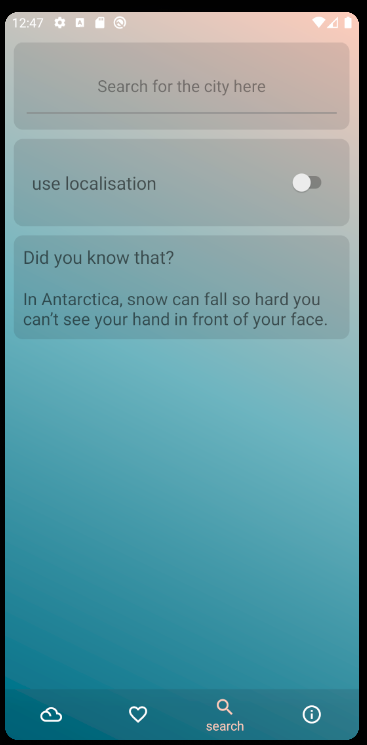 12:47
Search for the city here
use localisation
Did you know that?
In Antarctica, snow can fall so hard you
can't see your hand in front of your face.
search